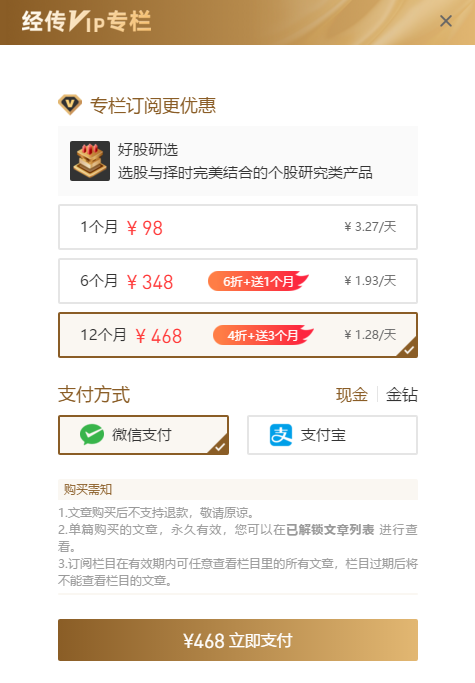 经传VIP专栏
专栏订阅更优惠
好股研选
选股与择时完美结合的个股研究类产品
1个月 ¥ 98 ¥ 3.27/天
6个月 ¥ 348 6折+送1个月 ¥ 1.93/天
12个月 ¥ 468 4折+送3个月 ¥ 1.28/天
支付方式 现金 金钻
微信支付 支付宝
购买需知
1.文章购买后不支持退款，敬请原谅。
2.单篇购买的文章，永久有效，您可以在已解锁文章列表 进行查
看。
3.订阅栏目在有效期内可任意查看栏目里的所有文章，栏目过期后将
不能查看栏目的文章。
¥468 立即支付